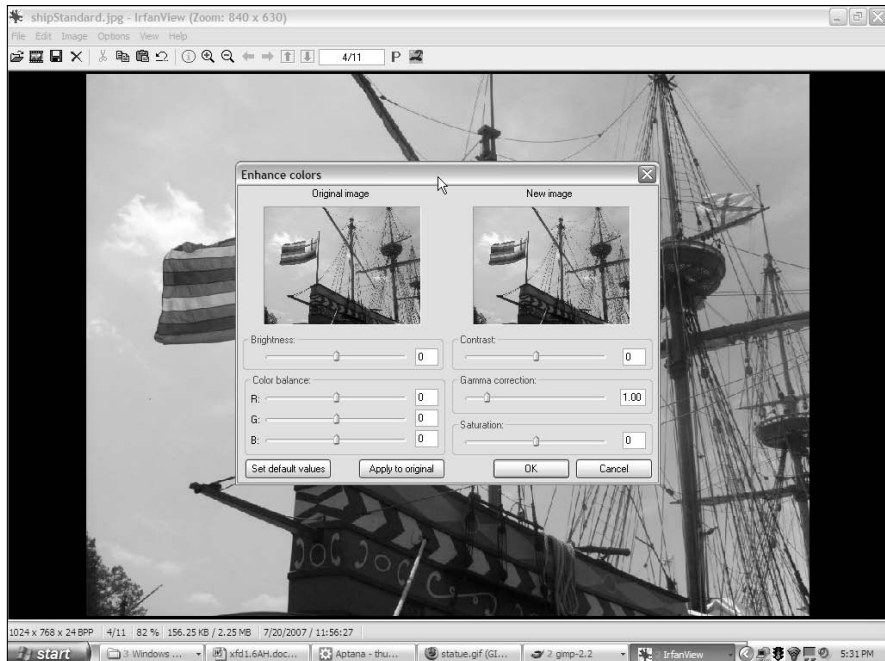 shipStandard.jpg - IrfanView (Zoom: 840 x 630)
File Edit Image Options View Help
4/11 P
Enhance colors
Original image New image
Brightness: 0 Contrast: 0
Color balance: Gamma correction:
R: 0 1.00
G: 0 Saturation:
B: 0 0
Set default values Apply to original OK Cancel
1024 x 768 x 24 BPP 4/11 82 % 156.25 KB / 2.25 MB 7/20/2007 / 11:56:27
start 3 Windows ... xfd1.6AH.doc... Aptana - thu... statue.gif (GI... 2 gimp-2.2 IrfanView 5:31 PM